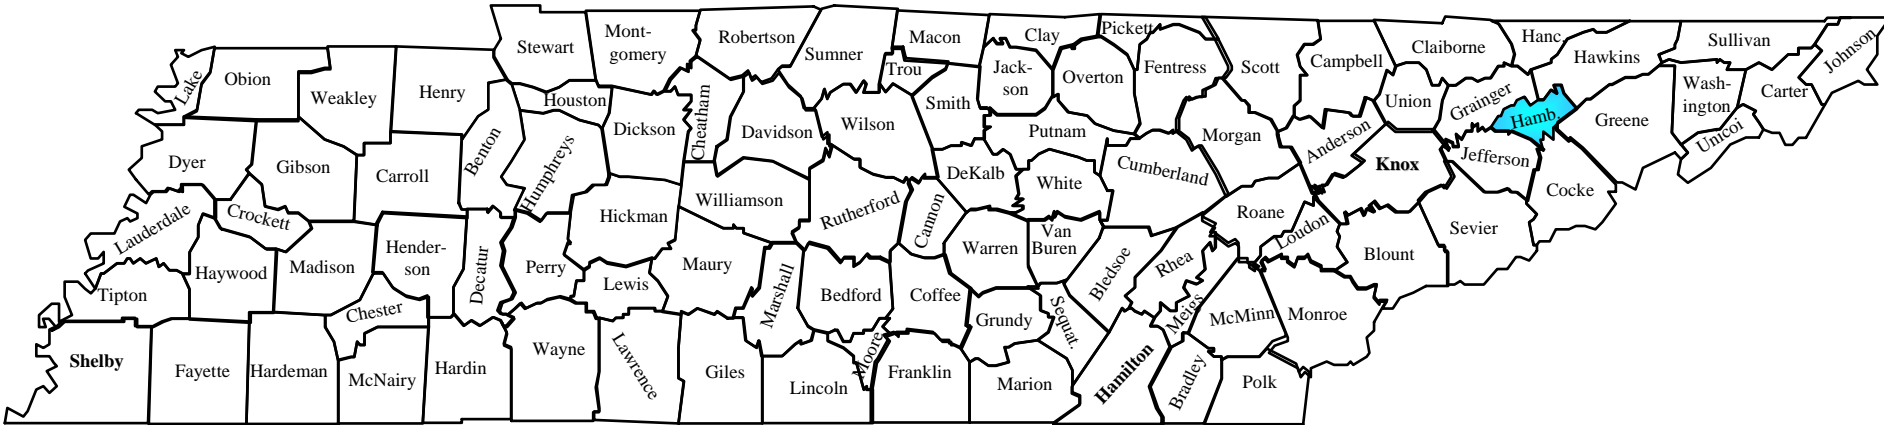 Lake
Obion
Weakley
Henry
Stewart
Mont-
gomery
Robertson
Sumner
Macon
Trou
Clay
Jack-
son
Pickett
Overton
Fentress
Scott
Campbell
Claiborne
Hanc.
Hawkins
Sullivan
Johnson
Carter
Wash-
ington
Unicoi
Greene
Hamb.
Grainger
Union
Anderson
Morgan
Putnam
Smith
Wilson
Davidson
Cheatham
Dickson
Houston
Humphreys
Benton
Carroll
Gibson
Dyer
Lauderdale
Crockett
Haywood
Madison
Hender-
son
Decatur
Perry
Hickman
Lewis
Maury
Williamson
Rutherford
Cannon
DeKalb
White
Cumberland
Roane
Loudon
Knox
Jefferson
Cocke
Sevier
Blount
Monroe
McMinn
Meigs
Rhea
Bledsoe
Van
Buren
Warren
Coffee
Bedford
Marshall
Moore
Grundy
Sequat.
Tipton
Chester
Shelby
Fayette
Hardeman
McNairy
Hardin
Wayne
Lawrence
Giles
Lincoln
Franklin
Marion
Hamilton
Bradley
Polk